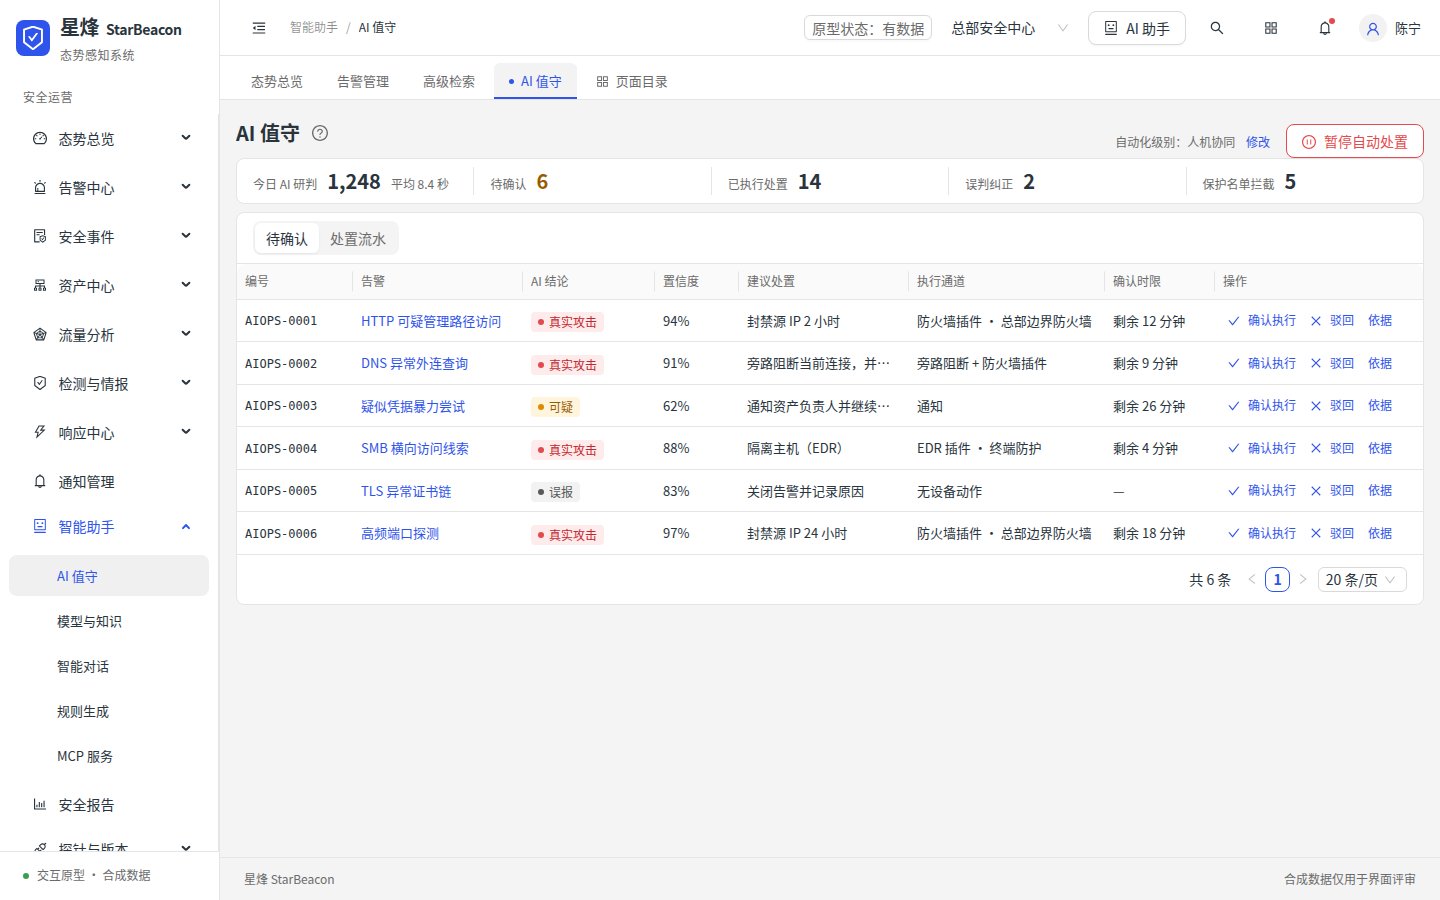 星烽 StarBeacon
态势感知系统
安全运营
态势总览
告警中心
安全事件
资产中心
流量分析
检测与情报
响应中心
通知管理
智能助手
AI 值守
模型与知识
智能对话
规则生成
MCP 服务
安全报告
探针与版本
交互原型 · 合成数据
智能助手 / AI 值守
原型状态：有数据
总部安全中心
AI 助手
陈宁
态势总览 告警管理 高级检索 AI 值守 页面目录
AI 值守
自动化级别：人机协同 修改 暂停自动处置
今日 AI 研判 1,248 平均 8.4 秒 待确认 6 已执行处置 14 误判纠正 2 保护名单拦截 5
待确认 处置流水
编号 告警 AI 结论 置信度 建议处置 执行通道 确认时限 操作
AIOPS-0001 HTTP 可疑管理路径访问 真实攻击 94% 封禁源 IP 2 小时 防火墙插件 · 总部边界防火墙 剩余 12 分钟 确认执行 驳回 依据
AIOPS-0002 DNS 异常外连查询 真实攻击 91% 旁路阻断当前连接，并… 旁路阻断 + 防火墙插件 剩余 9 分钟 确认执行 驳回 依据
AIOPS-0003 疑似凭据暴力尝试 可疑 62% 通知资产负责人并继续… 通知 剩余 26 分钟 确认执行 驳回 依据
AIOPS-0004 SMB 横向访问线索 真实攻击 88% 隔离主机（EDR） EDR 插件 · 终端防护 剩余 4 分钟 确认执行 驳回 依据
AIOPS-0005 TLS 异常证书链 误报 83% 关闭告警并记录原因 无设备动作 — 确认执行 驳回 依据
AIOPS-0006 高频端口探测 真实攻击 97% 封禁源 IP 24 小时 防火墙插件 · 总部边界防火墙 剩余 18 分钟 确认执行 驳回 依据
共 6 条 1 20 条/页
星烽 StarBeacon
合成数据仅用于界面评审